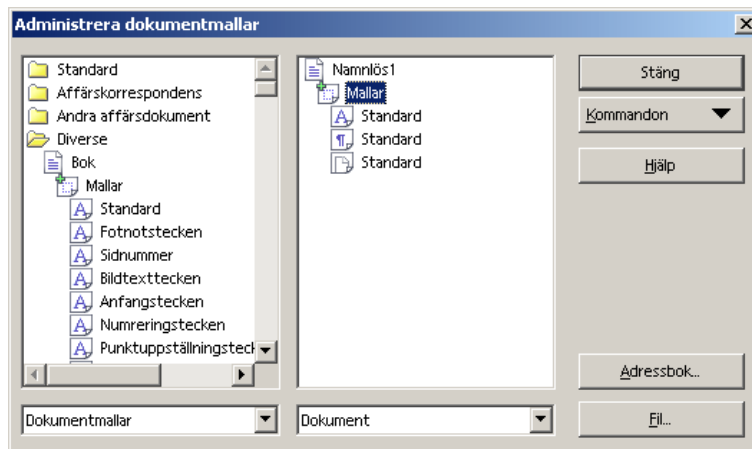 Administrera dokumentmallar
Standard
Affärskorrespondens
Andra affärsdokument
Diverse
Bok
Mallar
Standard
Fotnotstecken
Sidnummer
Bildtexttecken
Anfangstecken
Numreringstecken
Punktuppställningsteck
Dokumentmallar
Namnlös1
Mallar
Standard
Standard
Standard
Dokument
Stäng
Kommandon
Hjälp
Adressbok...
Fil...